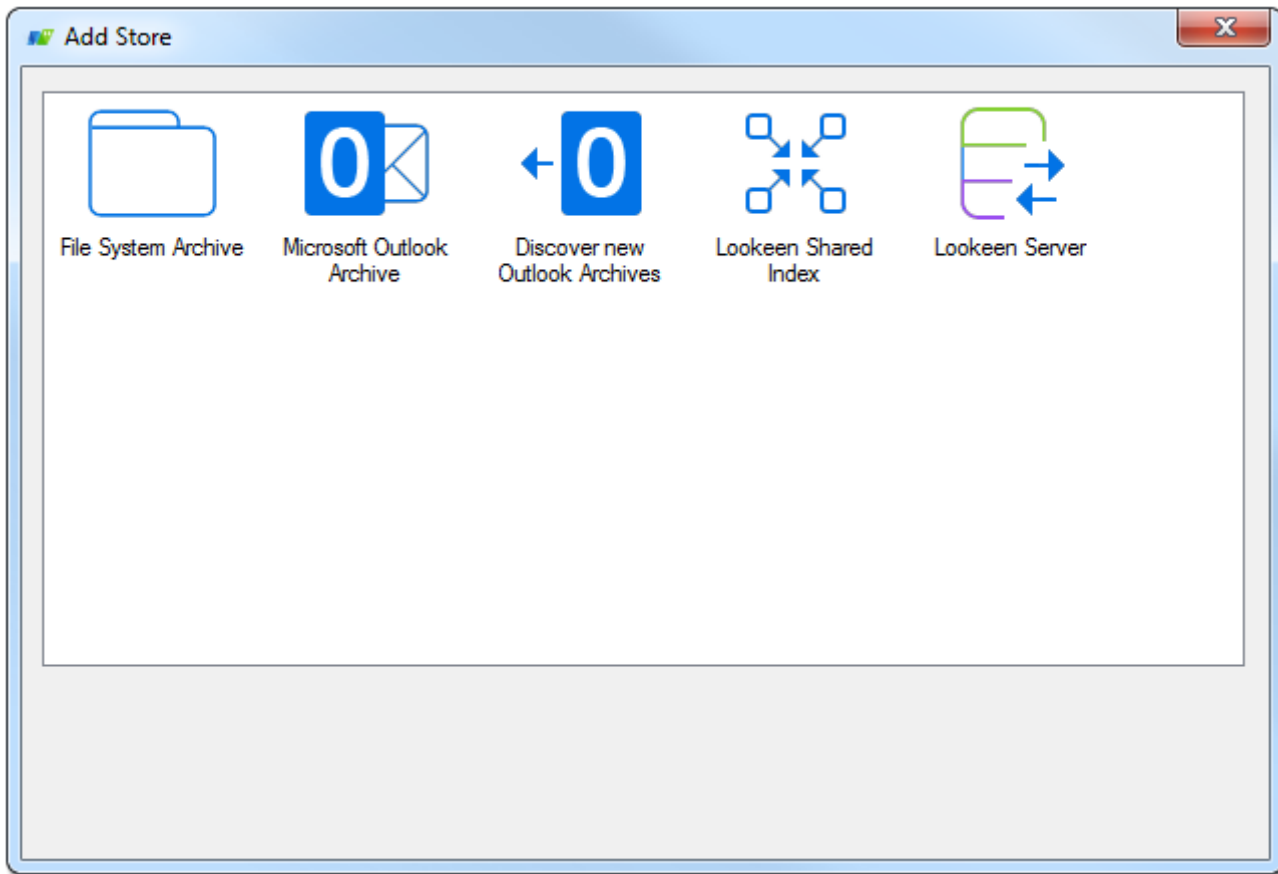 Add Store
File System Archive
Microsoft Outlook
Archive
Discover new
Outlook Archives
Lookeen Shared
Index
Lookeen Server